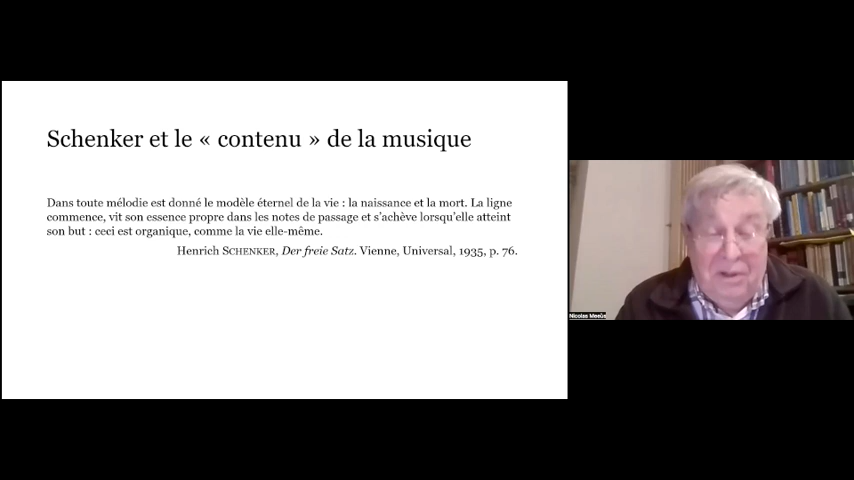 Schenker et le « contenu » de la musique
Dans toute mélodie est donné le modèle éternel de la vie : la naissance et la mort. La ligne
commence, vit son essence propre dans les notes de passage et s’achève lorsqu’elle atteint
son but : ceci est organique, comme la vie elle-même.
Henrich SCHENKER, Der freie Satz. Vienne, Universal, 1935, p. 76.
Nicolas Meeùs